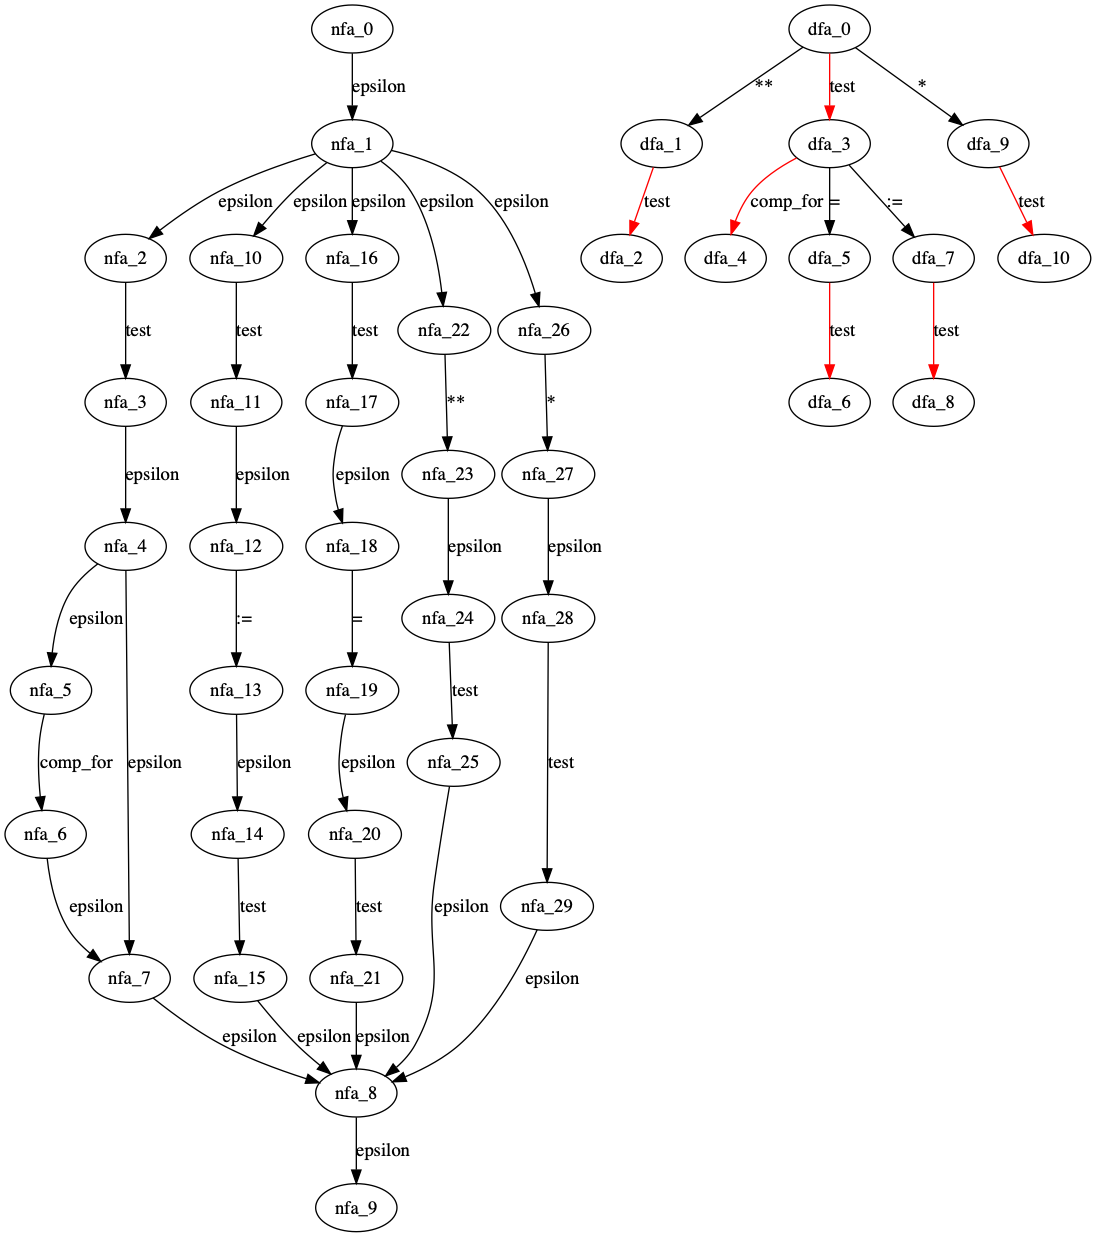 nfa_0
dfa_0
epsilon
**
test
*
nfa_1
dfa_1
dfa_3
dfa_9
epsilon
epsilon
epsilon
epsilon
epsilon
test
comp_for
=
:=
test
nfa_2
nfa_10
nfa_16
dfa_2
dfa_4
dfa_5
dfa_7
dfa_10
nfa_22
nfa_26
test
test
test
test
test
nfa_3
nfa_11
nfa_17
**
*
dfa_6
dfa_8
epsilon
epsilon
epsilon
nfa_23
nfa_27
nfa_4
nfa_12
nfa_18
epsilon
epsilon
epsilon
:=
=
nfa_24
nfa_28
nfa_5
nfa_13
nfa_19
test
comp_for
epsilon
epsilon
epsilon
nfa_25
test
nfa_6
nfa_14
nfa_20
epsilon
test
test
epsilon
nfa_29
nfa_7
nfa_15
nfa_21
epsilon
epsilon
epsilon
epsilon
nfa_8
epsilon
nfa_9